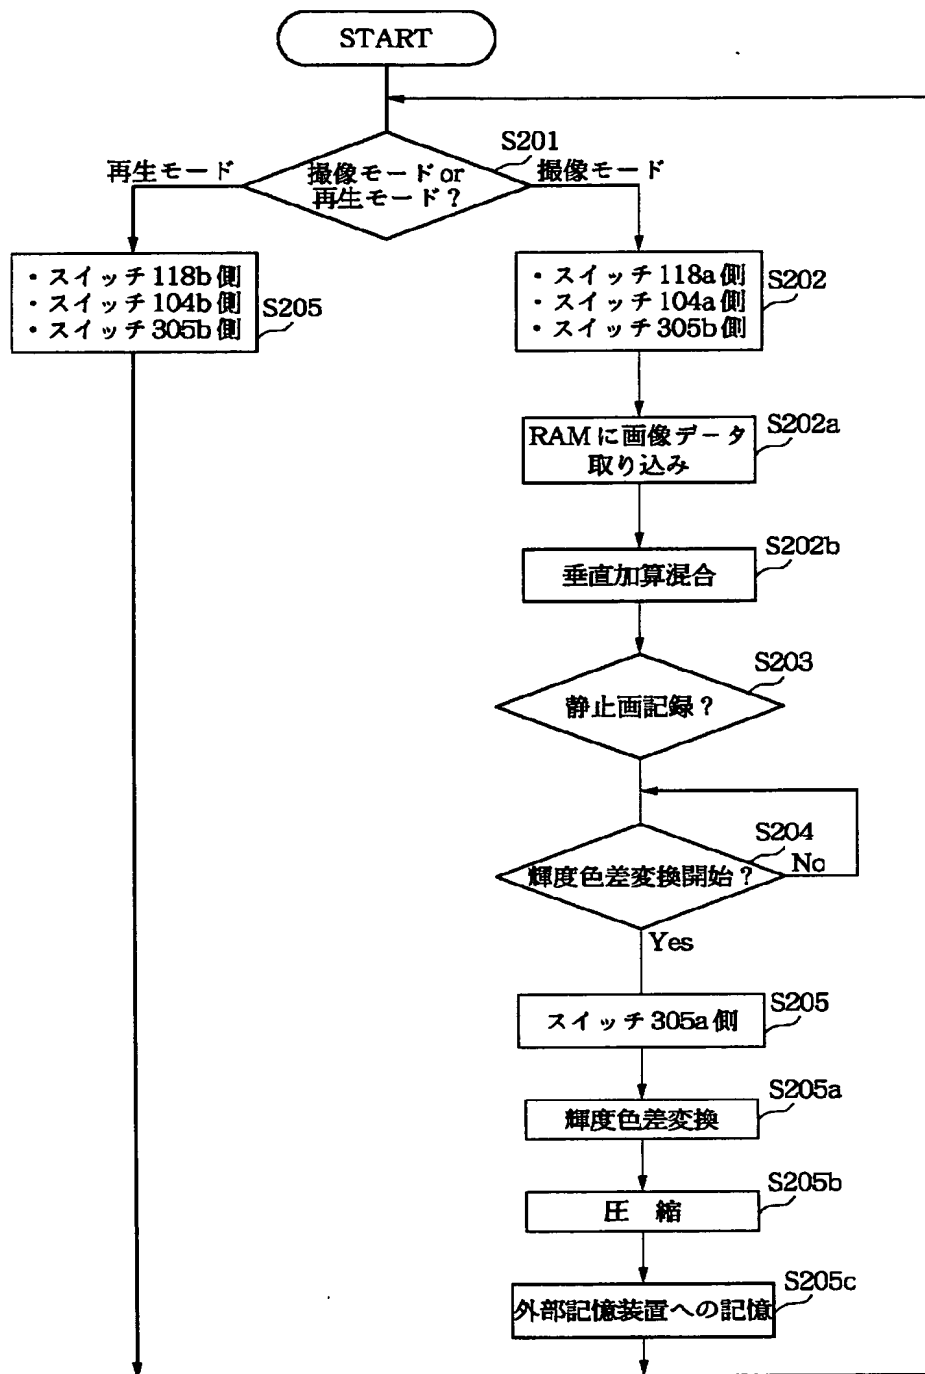 START
S201
再生モード
撮像モードor
再生モード？
撮像モード
・スイッチ118b側
・スイッチ104b側
・スイッチ305b側
S205
・スイッチ118a側
・スイッチ104a側
・スイッチ305b側
S202
RAMに画像データ
取り込み
S202a
垂直加算混合
S202b
静止画記録？
S203
輝度色差変換開始？
S204
No
Yes
スイッチ305a側
S205
輝度色差変換
S205a
圧 縮
S205b
外部記憶装置への記憶
S205c